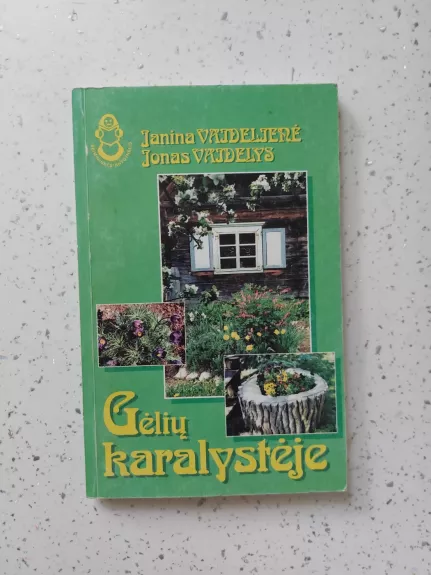 Janina VAIDELIENĖ
Jonas VAIDELYS
Gėlių
karalystėje